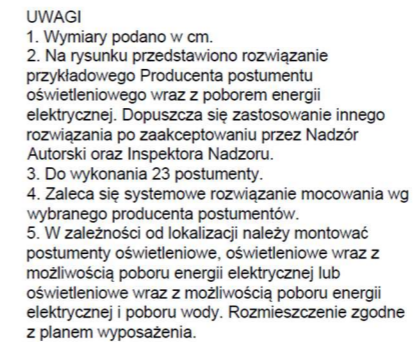 UWAGI
1. Wymiary podano w cm.
2. Na rysunku przedstawiono rozwiązanie
przykładowego Producenta postumentu
oświetleniowego wraz z poborem energii
elektrycznej. Dopuszcza się zastosowanie innego
rozwiązania po zaakceptowaniu przez Nadzór
Autorski oraz Inspektora Nadzoru.
3. Do wykonania 23 postumenty.
4. Zaleca się systemowe rozwiązanie mocowania wg
wybranego producenta postumentów.
5. W zależności od lokalizacji należy montować
postumenty oświetleniowe, oświetleniowe wraz z
możliwością poboru energii elektrycznej lub
oświetleniowe wraz z możliwością poboru energii
elektrycznej i poboru wody. Rozmieszczenie zgodne
z planem wyposażenia.